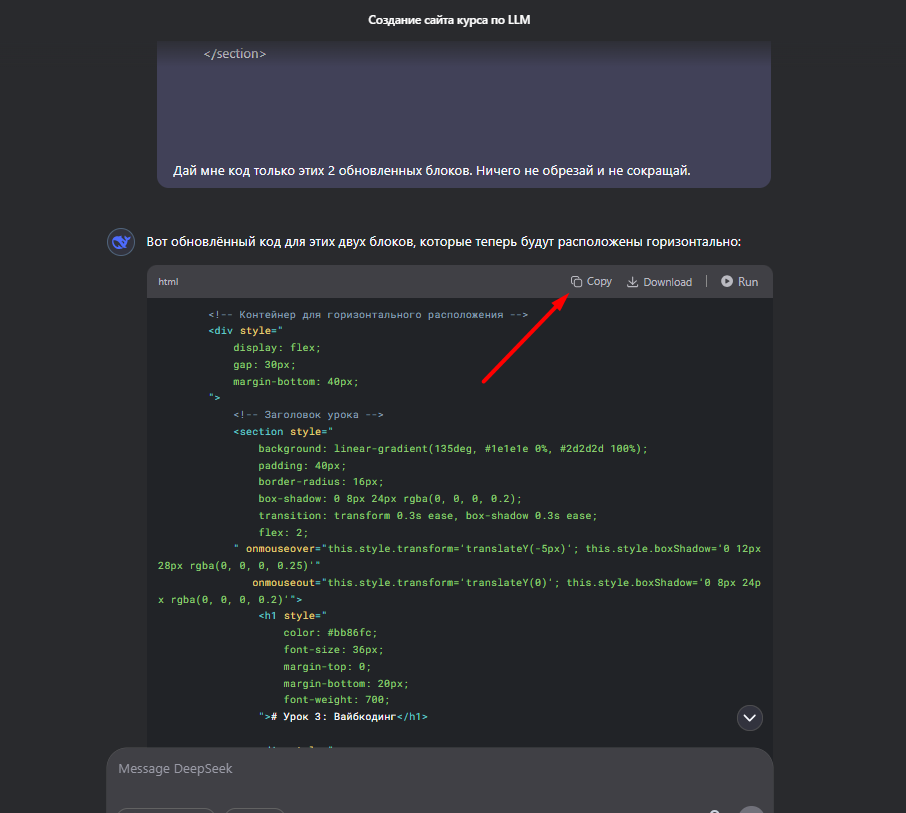 Создание сайта курса по LLM
</section>
Дай мне код только этих 2 обновленных блоков. Ничего не обрезай и не сокращай.
Вот обновлённый код для этих двух блоков, которые теперь будут расположены горизонтально:
html Copy Download Run
<!-- Контейнер для горизонтального расположения -->
<div style="
display: flex;
gap: 30px;
margin-bottom: 40px;
">
<!-- Заголовок урока -->
<section style="
background: linear-gradient(135deg, #1e1e1e 0%, #2d2d2d 100%);
padding: 40px;
border-radius: 16px;
box-shadow: 0 8px 24px rgba(0, 0, 0, 0.2);
transition: transform 0.3s ease, box-shadow 0.3s ease;
flex: 2;
" onmouseover="this.style.transform='translateY(-5px)'; this.style.boxShadow='0 12px
28px rgba(0, 0, 0, 0.25)'"
onmouseout="this.style.transform='translateY(0)'; this.style.boxShadow='0 8px 24p
x rgba(0, 0, 0, 0.2)'">
<h1 style="
color: #bb86fc;
font-size: 36px;
margin-top: 0;
margin-bottom: 20px;
font-weight: 700;
"># Урок 3: Вайбкодинг</h1>
Message DeepSeek